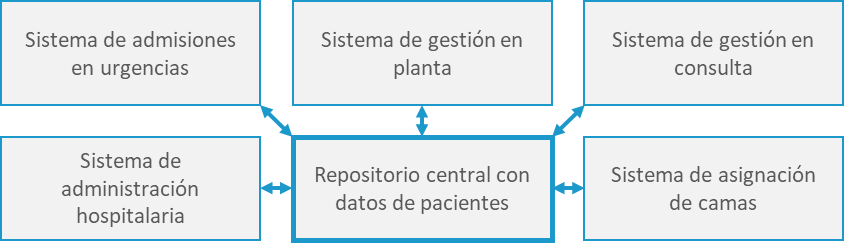 Sistema de admisiones
en urgencias
Sistema de gestión en
planta
Sistema de gestión en
consulta
Sistema de
administración
hospitalaria
Repositorio central con
datos de pacientes
Sistema de asignación
de camas